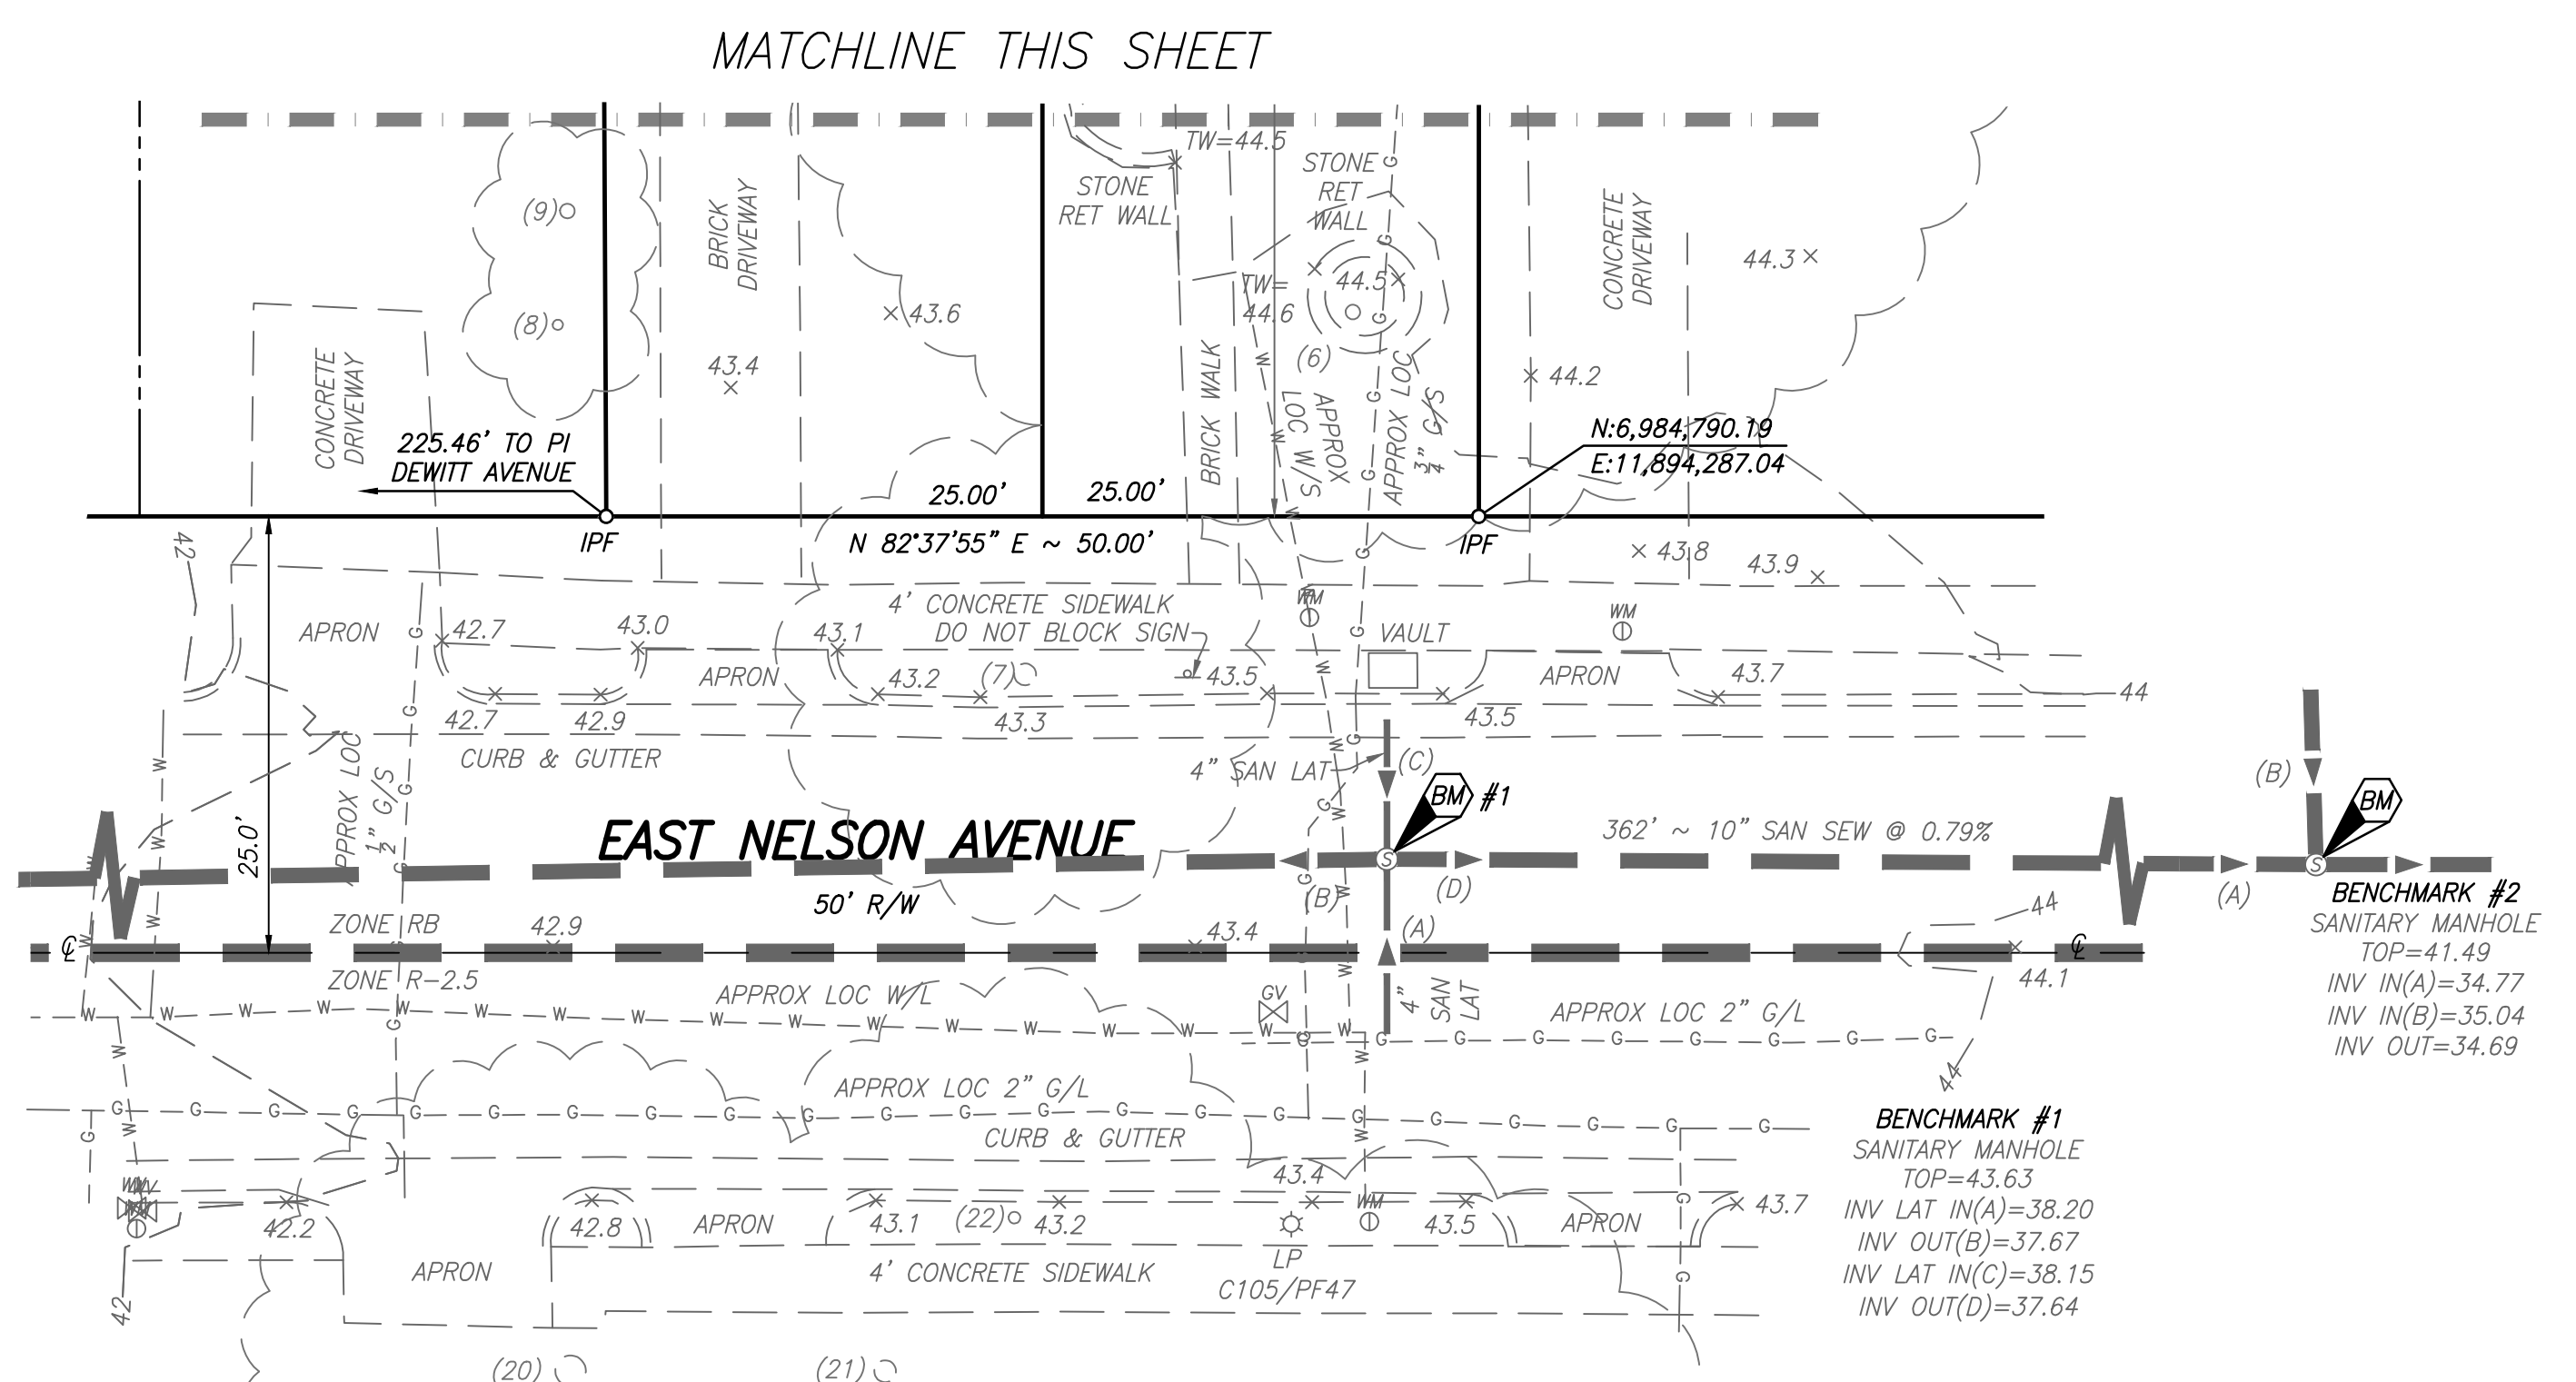 MATCHLINE THIS SHEET
TW=44.5
STONE
RET WALL
STONE
RET
WALL
(9)
BRICK
DRIVEWAY
CONCRETE
DRIVEWAY
44.3
44.5
TW=
44.6
43.6
(8)
CONCRETE
DRIVEWAY
43.4
BRICK WALK
(6)
APPROX
LOC W/S
APPROX LOC
3/4" G/S
44.2
225.46' TO PI
DEWITT AVENUE
N:6,984,790.19
E:11,894,287.04
25.00'
25.00'
42
IPF
N 82°37'55" E ~ 50.00'
IPF
43.8
43.9
4' CONCRETE SIDEWALK
DO NOT BLOCK SIGN
WM
WM
APRON
42.7
43.0
43.1
VAULT
APRON
43.2
(7)
43.5
APRON
43.7
42.7
42.9
43.3
43.5
44
CURB & GUTTER
PPROX LOC
1/2" G/S
4" SAN LAT
(C)
BM #1
(B)
BM
25.0'
EAST NELSON AVENUE
362' ~ 10" SAN SEW @ 0.79%
S
S
50' R/W
(B)
(D)
(A)
BENCHMARK #2
SANITARY MANHOLE
TOP=41.49
INV IN(A)=34.77
INV IN(B)=35.04
INV OUT=34.69
ZONE RB
42.9
43.4
(A)
44
44.1
ZONE R-2.5
APPROX LOC W/L
GV
4"
SAN
LAT
APPROX LOC 2" G/L
44
APPROX LOC 2" G/L
CURB & GUTTER
BENCHMARK #1
SANITARY MANHOLE
TOP=43.63
INV LAT IN(A)=38.20
INV OUT(B)=37.67
INV LAT IN(C)=38.15
INV OUT(D)=37.64
43.4
42.2
42.8
APRON
43.1
(22)
43.2
WM
43.5
APRON
43.7
LP
C105/PF47
APRON
4' CONCRETE SIDEWALK
42
(20)
(21)